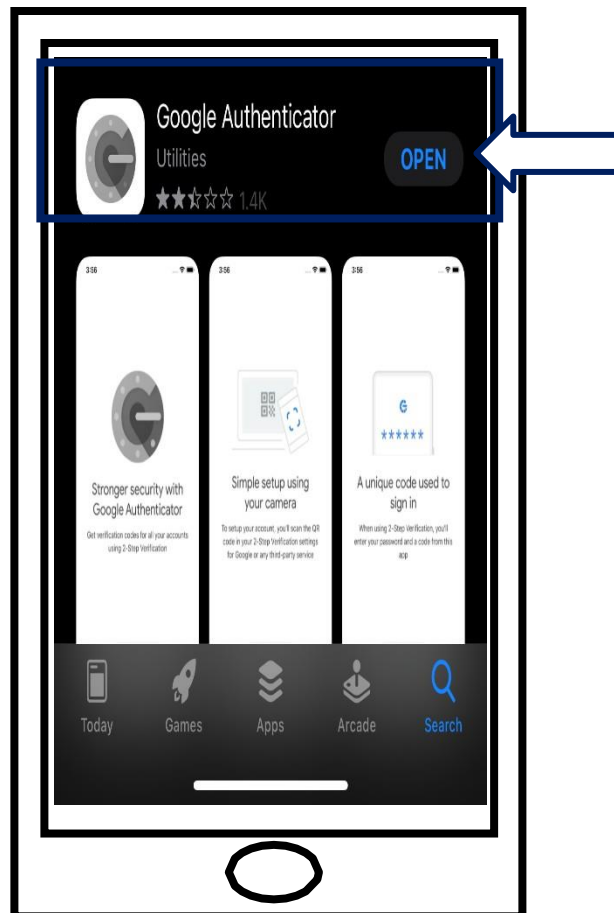 Google Authenticator
Utilities
OPEN
1.4K
3:56
3:56
3:56
Stronger security with
Google Authenticator
Get verification codes for all your accounts
using 2-Step Verification
Simple setup using
your camera
To setup your account, you'll scan the QR
code in your 2-Step Verification settings
for Google or any third-party service
G
******
A unique code used to
sign in
When using 2-Step Verification, you'll
enter your password and a code from this
app
Today
Games
Apps
Arcade
Search